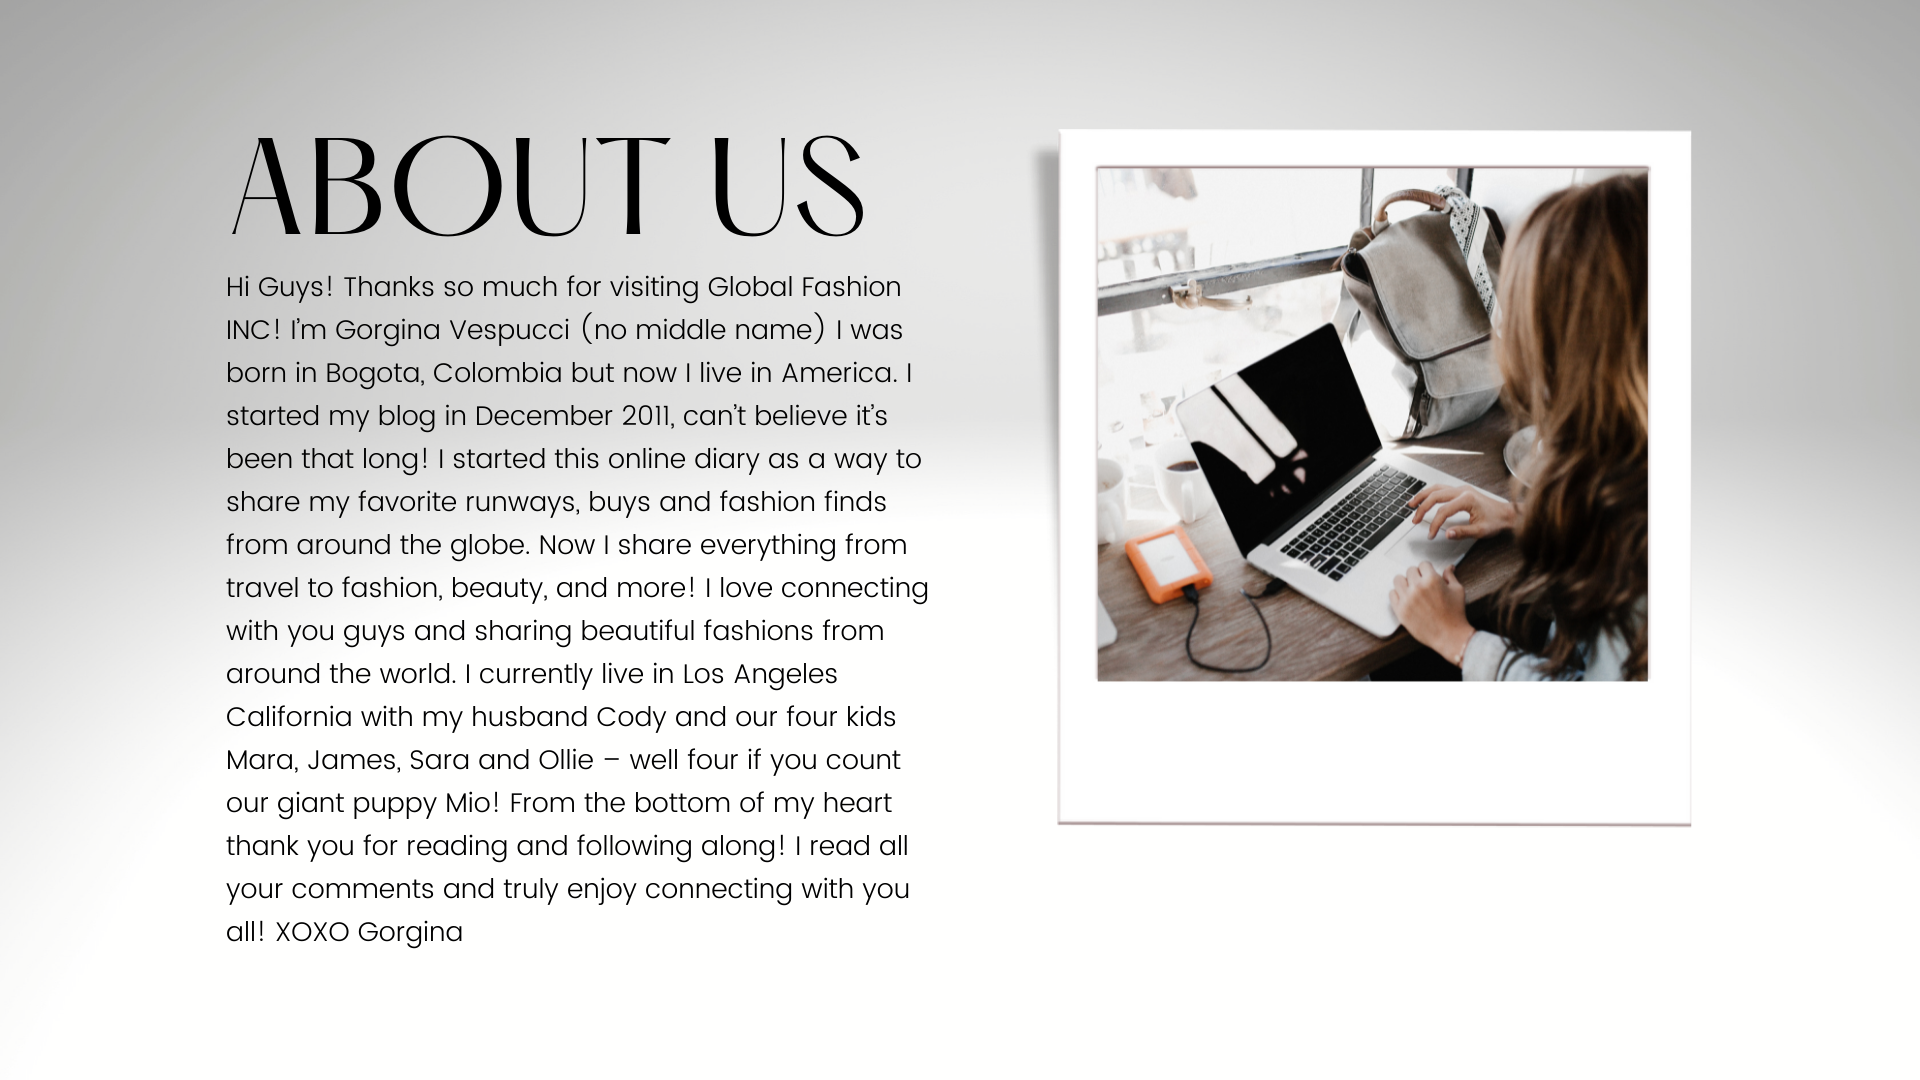 ABOUT US
Hi Guys! Thanks so much for visiting Global Fashion
INC! I'm Gorgina Vespucci (no middle name) I was
born in Bogota, Colombia but now I live in America. I
started my blog in December 2011, can't believe it's
been that long! I started this online diary as a way to
share my favorite runways, buys and fashion finds
from around the globe. Now I share everything from
travel to fashion, beauty, and more! I love connecting
with you guys and sharing beautiful fashions from
around the world. I currently live in Los Angeles
California with my husband Cody and our four kids
Mara, James, Sara and Ollie – well four if you count
our giant puppy Mio! From the bottom of my heart
thank you for reading and following along! I read all
your comments and truly enjoy connecting with you
all! XOXO Gorgina